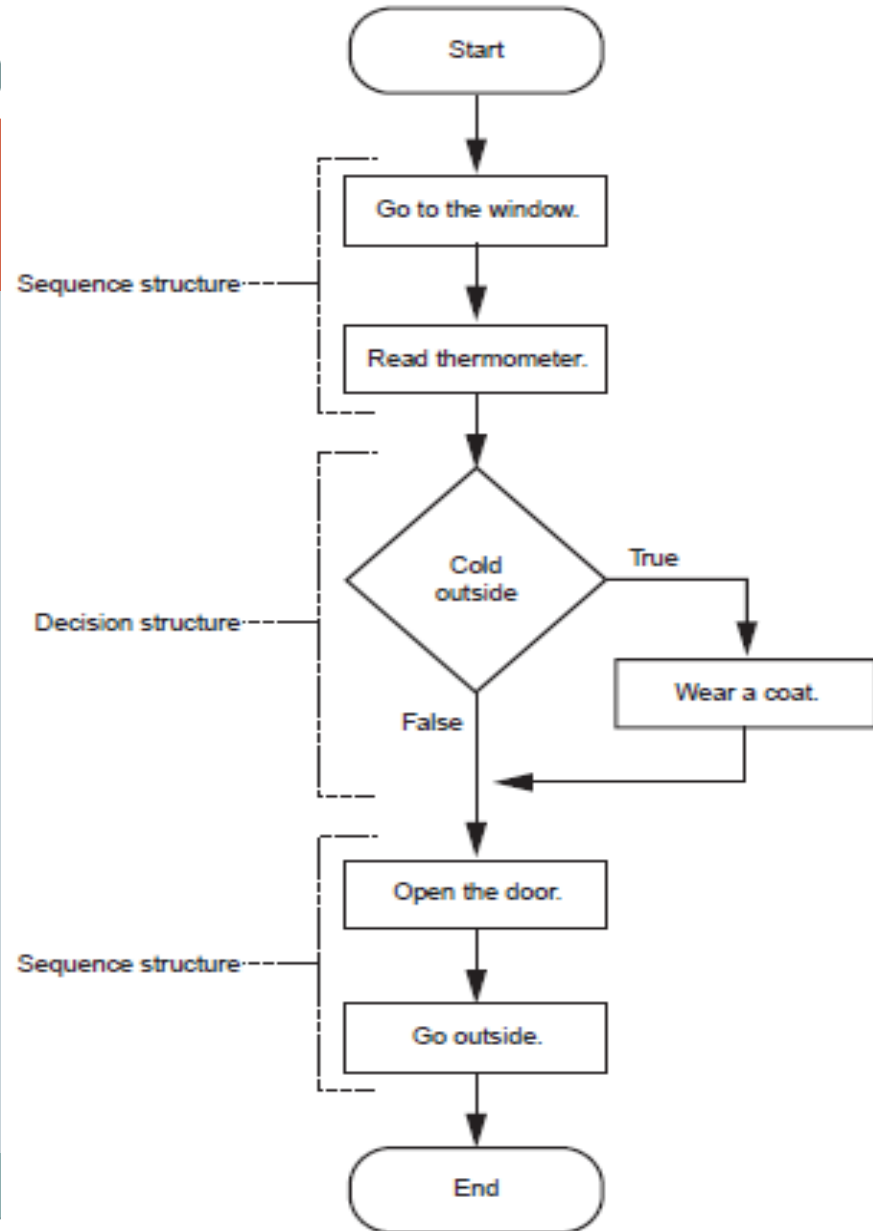 Start
Go to the window.
Sequence structure
Read thermometer.
Cold
outside
True
Decision structure
Wear a coat.
False
Open the door.
Sequence structure
Go outside.
End